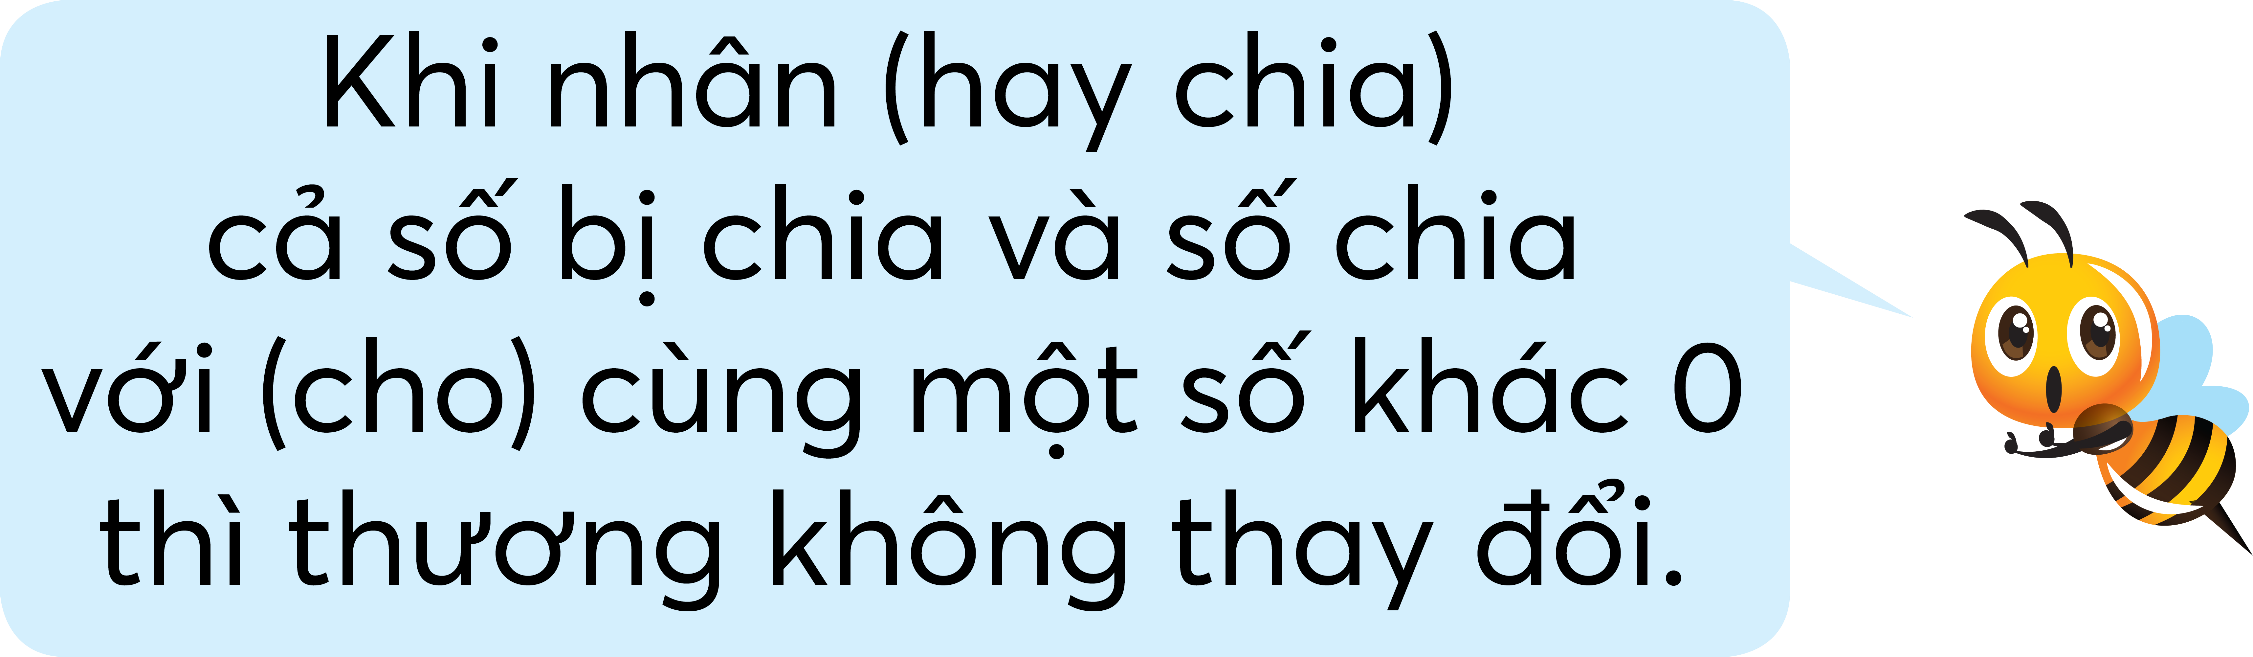 Khi nhân (hay chia)
cả số bị chia và số chia
với (cho) cùng một số khác 0
thì thương không thay đổi.